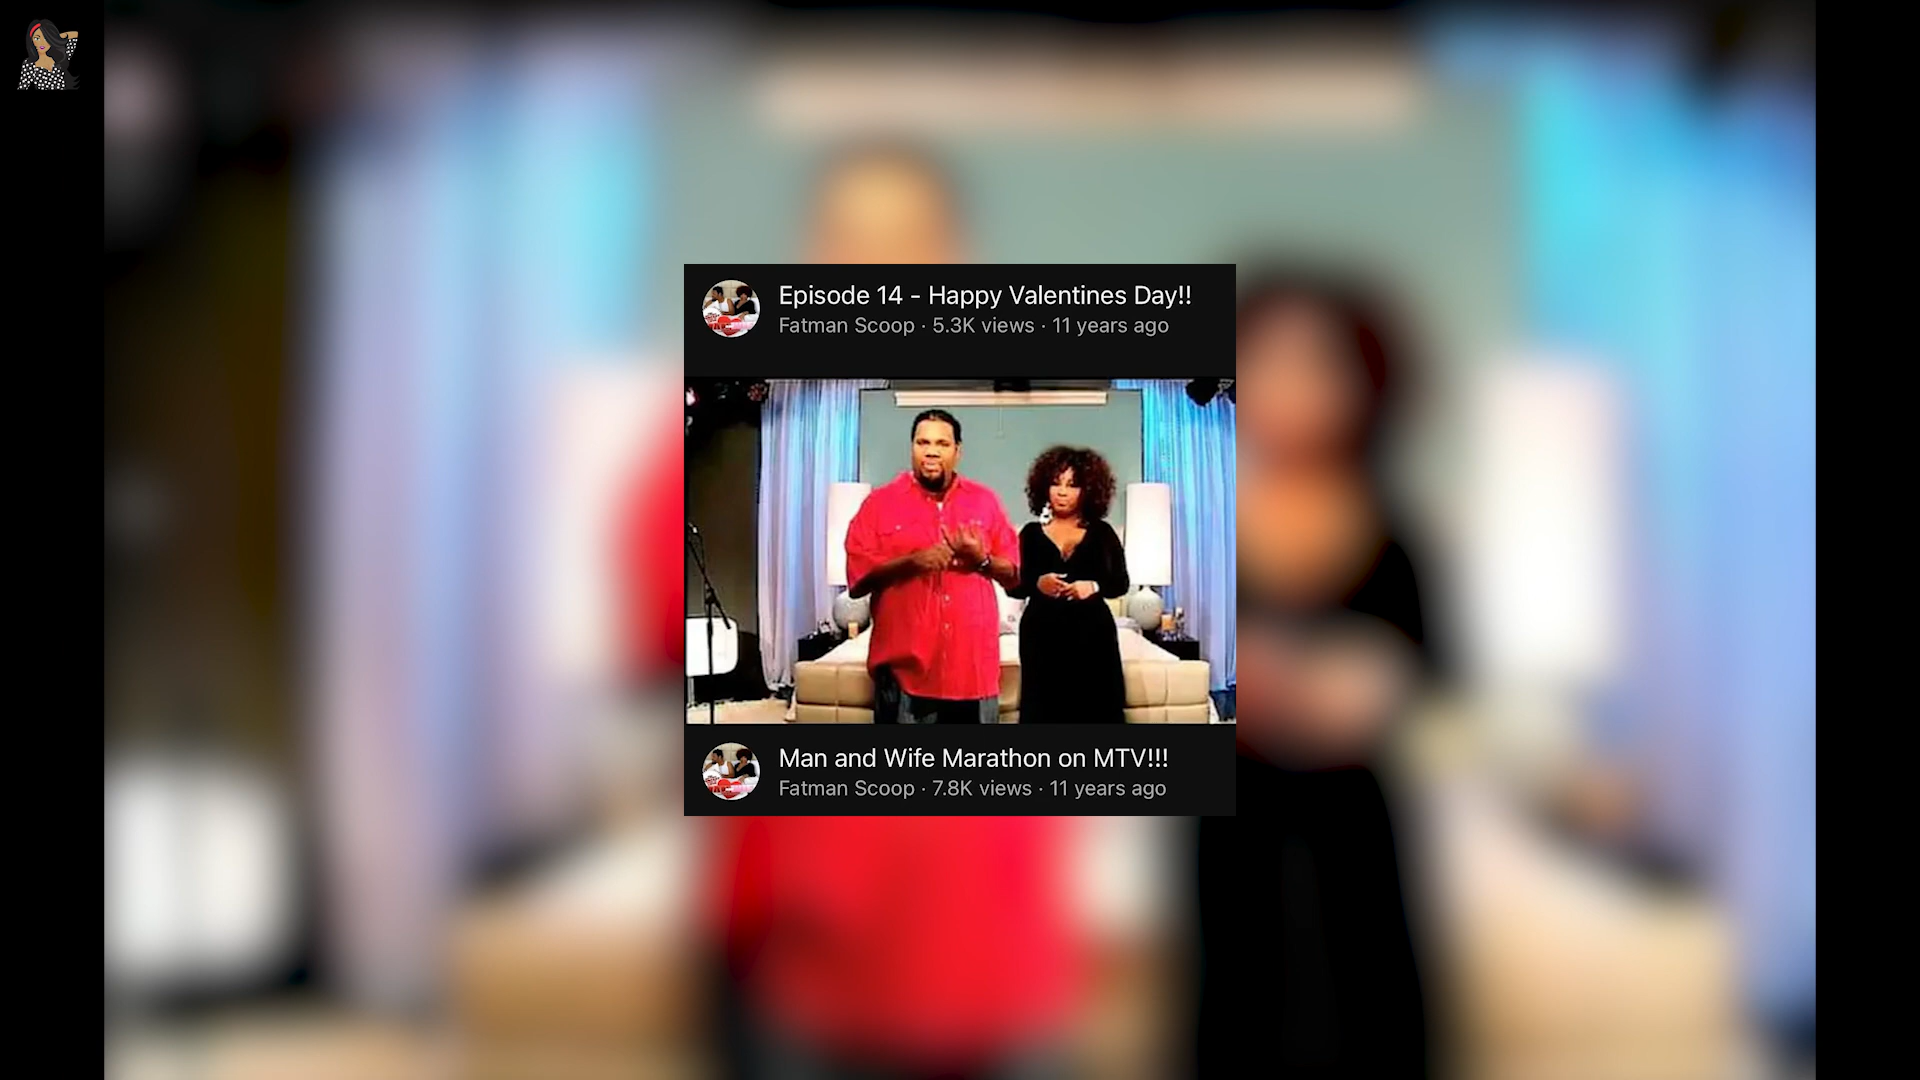 Episode 14 - Happy Valentines Day!!
Fatman Scoop · 5.3K views · 11 years ago
Man and Wife Marathon on MTV!!!
Fatman Scoop · 7.8K views · 11 years ago